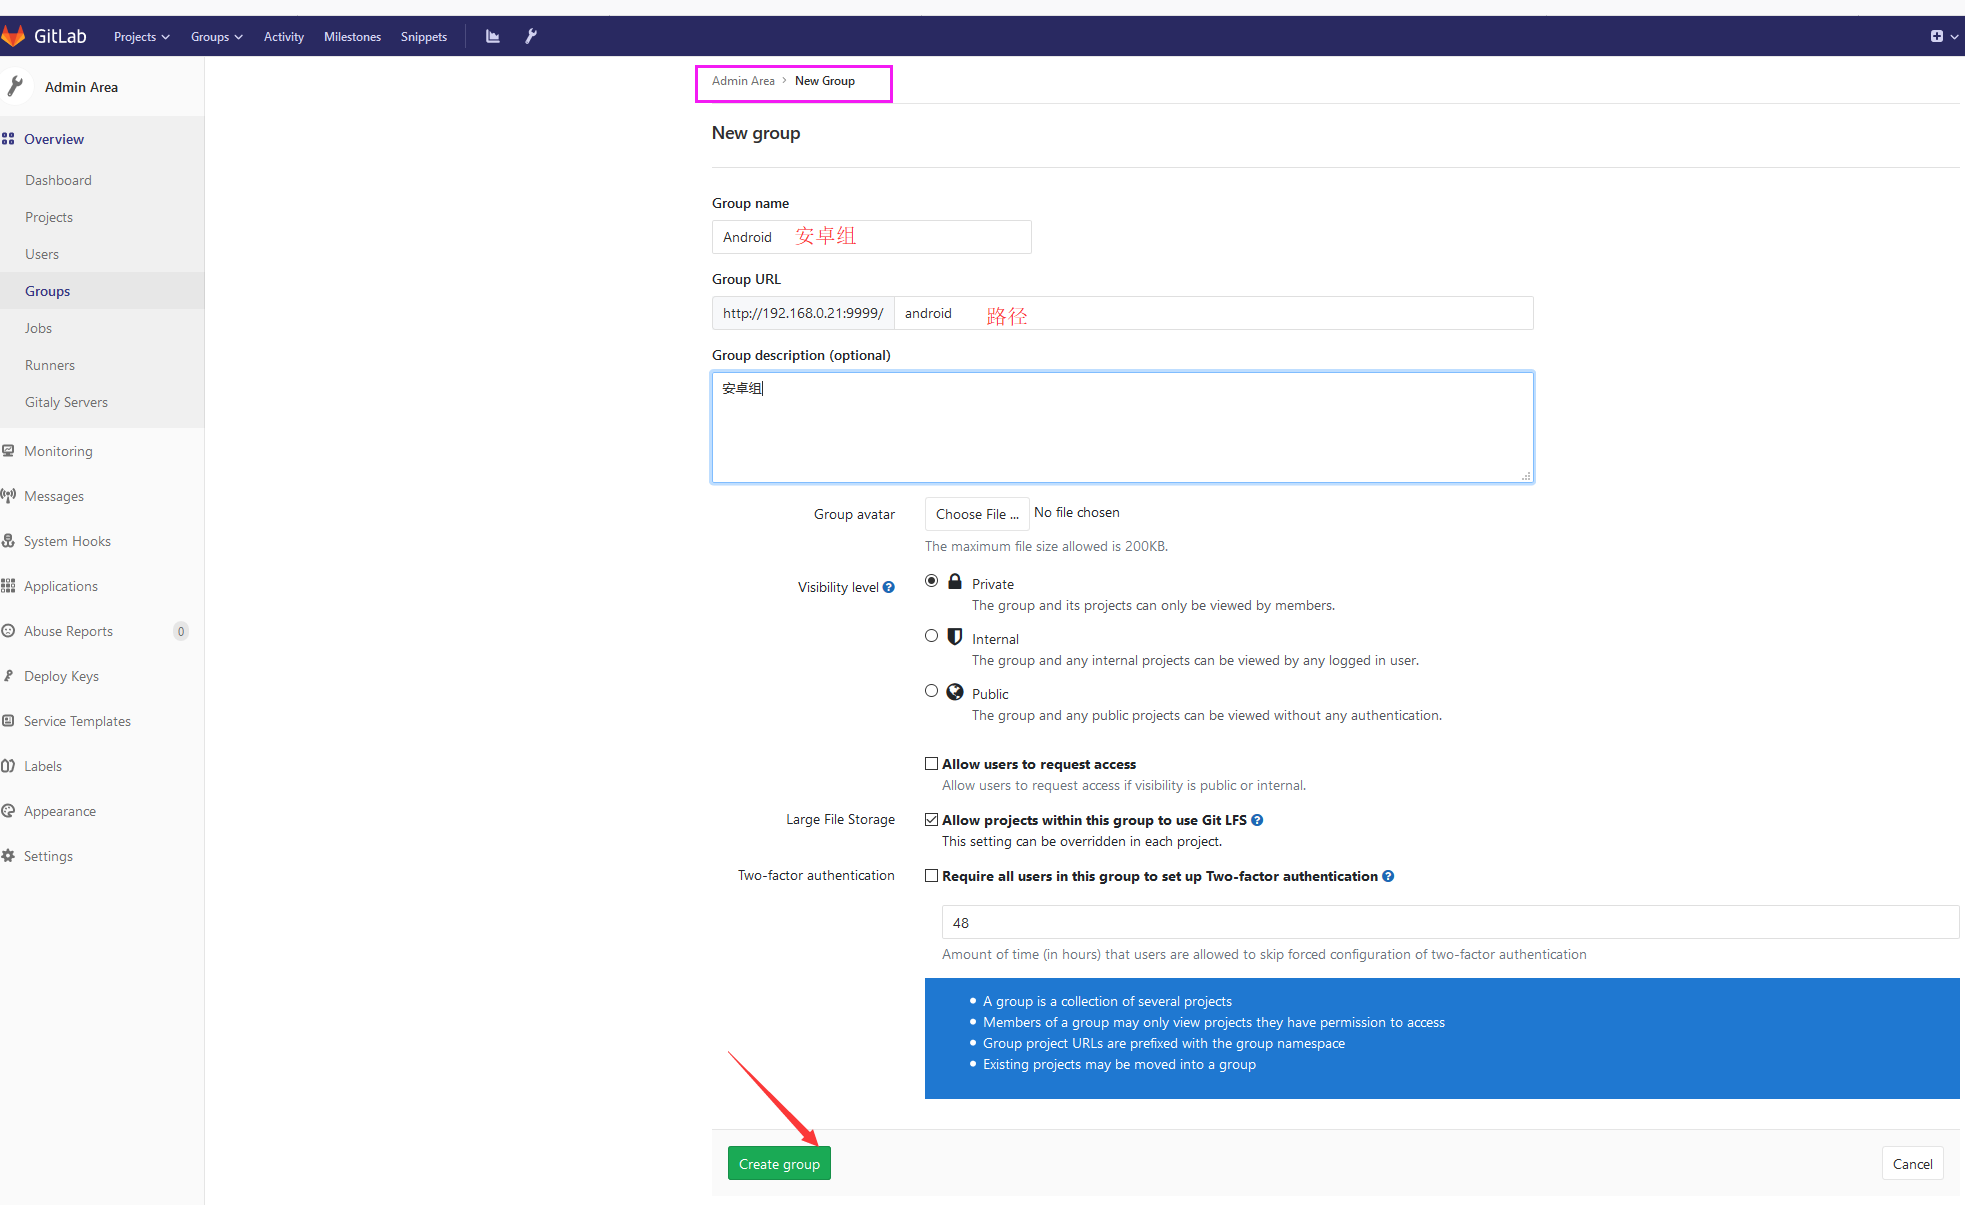 GitLab Projects Groups Activity Milestones Snippets
Admin Area
Overview
Dashboard
Projects
Users
Groups
Jobs
Runners
Gitaly Servers
Monitoring
Messages
System Hooks
Applications
Abuse Reports 0
Deploy Keys
Service Templates
Labels
Appearance
Settings
Admin Area › New Group
New group
Group name
Android 安卓组
Group URL
http://192.168.0.21:9999/ android 路径
Group description (optional)
安卓组
Group avatar Choose File ... No file chosen
The maximum file size allowed is 200KB.
Visibility level Private
The group and its projects can only be viewed by members.
Internal
The group and any internal projects can be viewed by any logged in user.
Public
The group and any public projects can be viewed without any authentication.
Allow users to request access
Allow users to request access if visibility is public or internal.
Large File Storage Allow projects within this group to use Git LFS
This setting can be overridden in each project.
Two-factor authentication Require all users in this group to set up Two-factor authentication
48
Amount of time (in hours) that users are allowed to skip forced configuration of two-factor authentication
• A group is a collection of several projects
• Members of a group may only view projects they have permission to access
• Group project URLs are prefixed with the group namespace
• Existing projects may be moved into a group
Create group Cancel